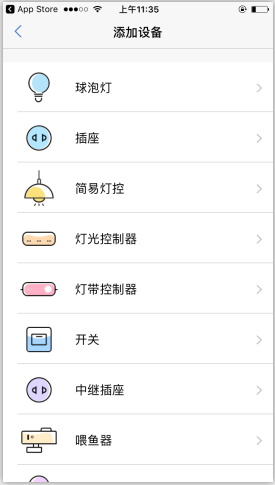 App Store 上午11:35
添加设备
球泡灯
插座
简易灯控
灯光控制器
灯带控制器
开关
中继插座
喂鱼器